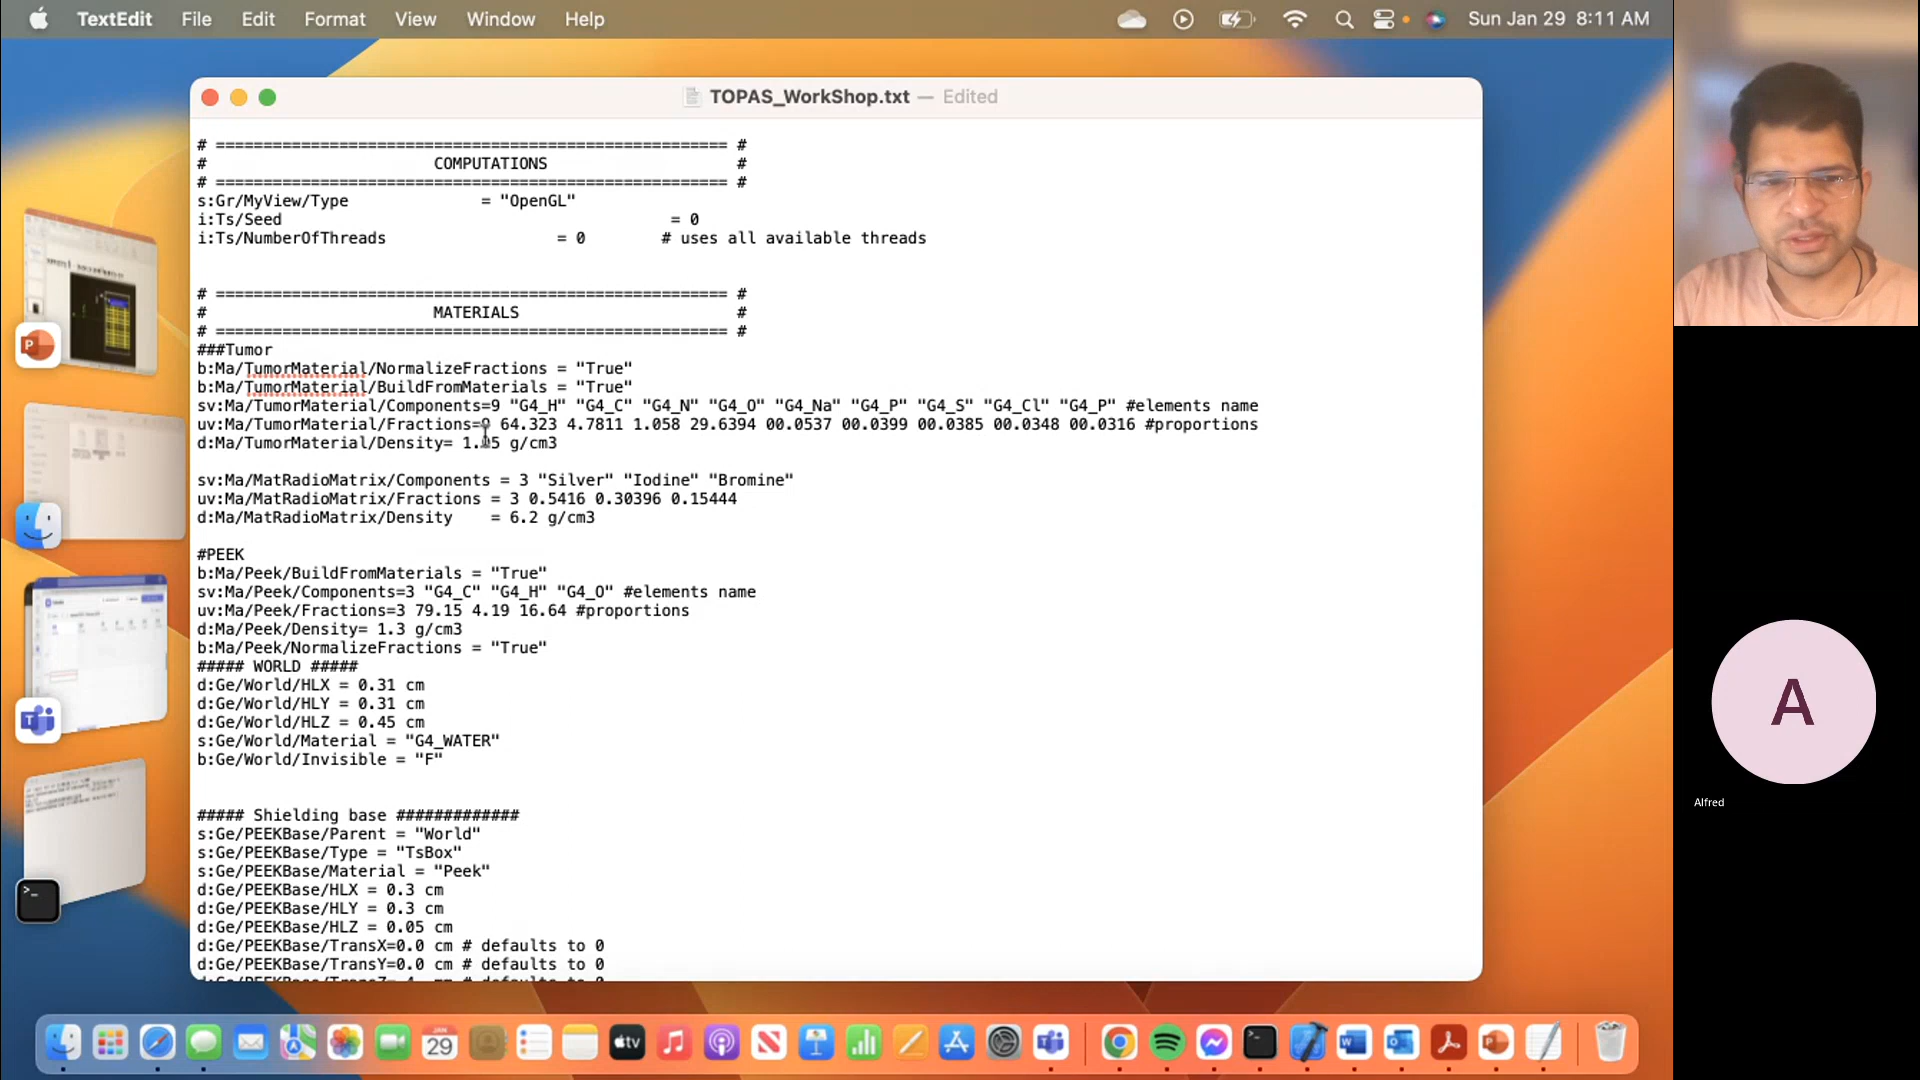 TextEdit File Edit Format View Window Help Sun Jan 29 8:11 AM
TOPAS_WorkShop.txt — Edited
# ====================================================== #
# COMPUTATIONS #
# ====================================================== #
s:Gr/MyView/Type = "OpenGL"
i:Ts/Seed = 0
i:Ts/NumberOfThreads = 0 # uses all available threads
# ====================================================== #
# MATERIALS #
# ====================================================== #
###Tumor
b:Ma/TumorMaterial/NormalizeFractions = "True"
b:Ma/TumorMaterial/BuildFromMaterials = "True"
sv:Ma/TumorMaterial/Components=9 "G4_H" "G4_C" "G4_N" "G4_O" "G4_Na" "G4_P" "G4_S" "G4_Cl" "G4_P" #elements name
uv:Ma/TumorMaterial/Fractions=9 64.323 4.7811 1.058 29.6394 00.0537 00.0399 00.0385 00.0348 00.0316 #proportions
d:Ma/TumorMaterial/Density= g/cm3
sv:Ma/MatRadioMatrix/Components = 3 "Silver" "Iodine" "Bromine"
uv:Ma/MatRadioMatrix/Fractions = 3 0.5416 0.30396 0.15444
d:Ma/MatRadioMatrix/Density = 6.2 g/cm3
#PEEK
b:Ma/Peek/BuildFromMaterials = "True"
sv:Ma/Peek/Components=3 "G4_C" "G4_H" "G4_O" #elements name
uv:Ma/Peek/Fractions=3 79.15 4.19 16.64 #proportions
d:Ma/Peek/Density= 1.3 g/cm3
b:Ma/Peek/NormalizeFractions = "True"
##### WORLD #####
d:Ge/World/HLX = 0.31 cm
d:Ge/World/HLY = 0.31 cm
d:Ge/World/HLZ = 0.45 cm
s:Ge/World/Material = "G4_WATER"
b:Ge/World/Invisible = "F"
##### Shielding base #############
s:Ge/PEEKBase/Parent = "World"
s:Ge/PEEKBase/Type = "TsBox"
s:Ge/PEEKBase/Material = "Peek"
d:Ge/PEEKBase/HLX = 0.3 cm
d:Ge/PEEKBase/HLY = 0.3 cm
d:Ge/PEEKBase/HLZ = 0.05 cm
d:Ge/PEEKBase/TransX=0.0 cm # defaults to 0
d:Ge/PEEKBase/TransY=0.0 cm # defaults to 0
A
Alfred
JAN
29
tv